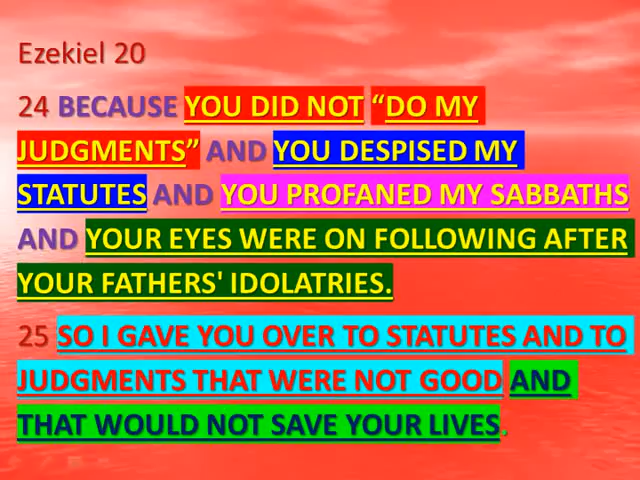 Ezekiel 20
24 BECAUSE YOU DID NOT “DO MY
JUDGMENTS” AND YOU DESPISED MY
STATUTES AND YOU PROFANED MY SABBATHS
AND YOUR EYES WERE ON FOLLOWING AFTER
YOUR FATHERS' IDOLATRIES.
25 SO I GAVE YOU OVER TO STATUTES AND TO
JUDGMENTS THAT WERE NOT GOOD AND
THAT WOULD NOT SAVE YOUR LIVES.